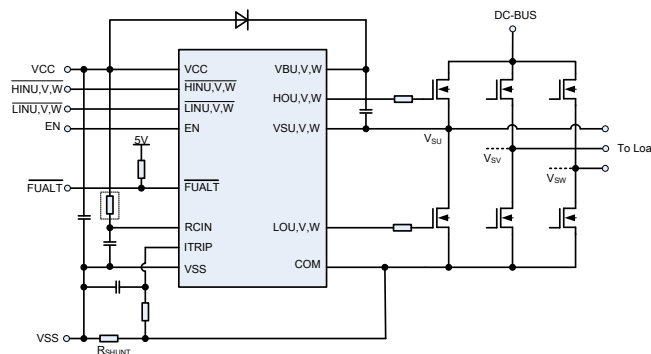 DC-BUS
VCC
VCC
VBU,V,W
HINU,V,W
HINU,V,W
HOU,V,W
LINU,V,W
LINU,V,W
EN
EN
VSU,V,W
VSU
To Loa
5V
VSV
VSW
FUALT
FUALT
RCIN
LOU,V,W
ITRIP
VSS
COM
VSS
RSHUNT